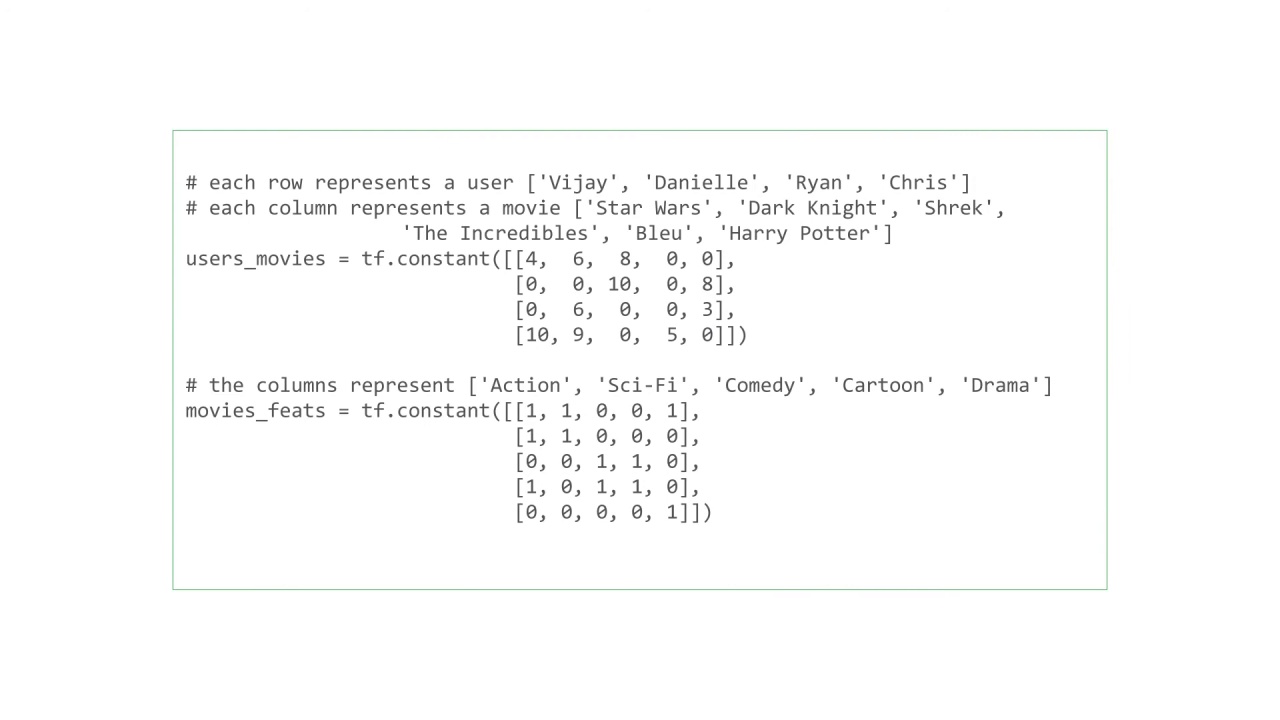 # each row represents a user ['Vijay', 'Danielle', 'Ryan', 'Chris']
# each column represents a movie ['Star Wars', 'Dark Knight', 'Shrek',
'The Incredibles', 'Bleu', 'Harry Potter']
users_movies = tf.constant([[4, 6, 8, 0, 0],
[0, 0, 10, 0, 8],
[0, 6, 0, 0, 3],
[10, 9, 0, 5, 0]])
# the columns represent ['Action', 'Sci-Fi', 'Comedy', 'Cartoon', 'Drama']
movies_feats = tf.constant([[1, 1, 0, 0, 1],
[1, 1, 0, 0, 0],
[0, 0, 1, 1, 0],
[1, 0, 1, 1, 0],
[0, 0, 0, 0, 1]])